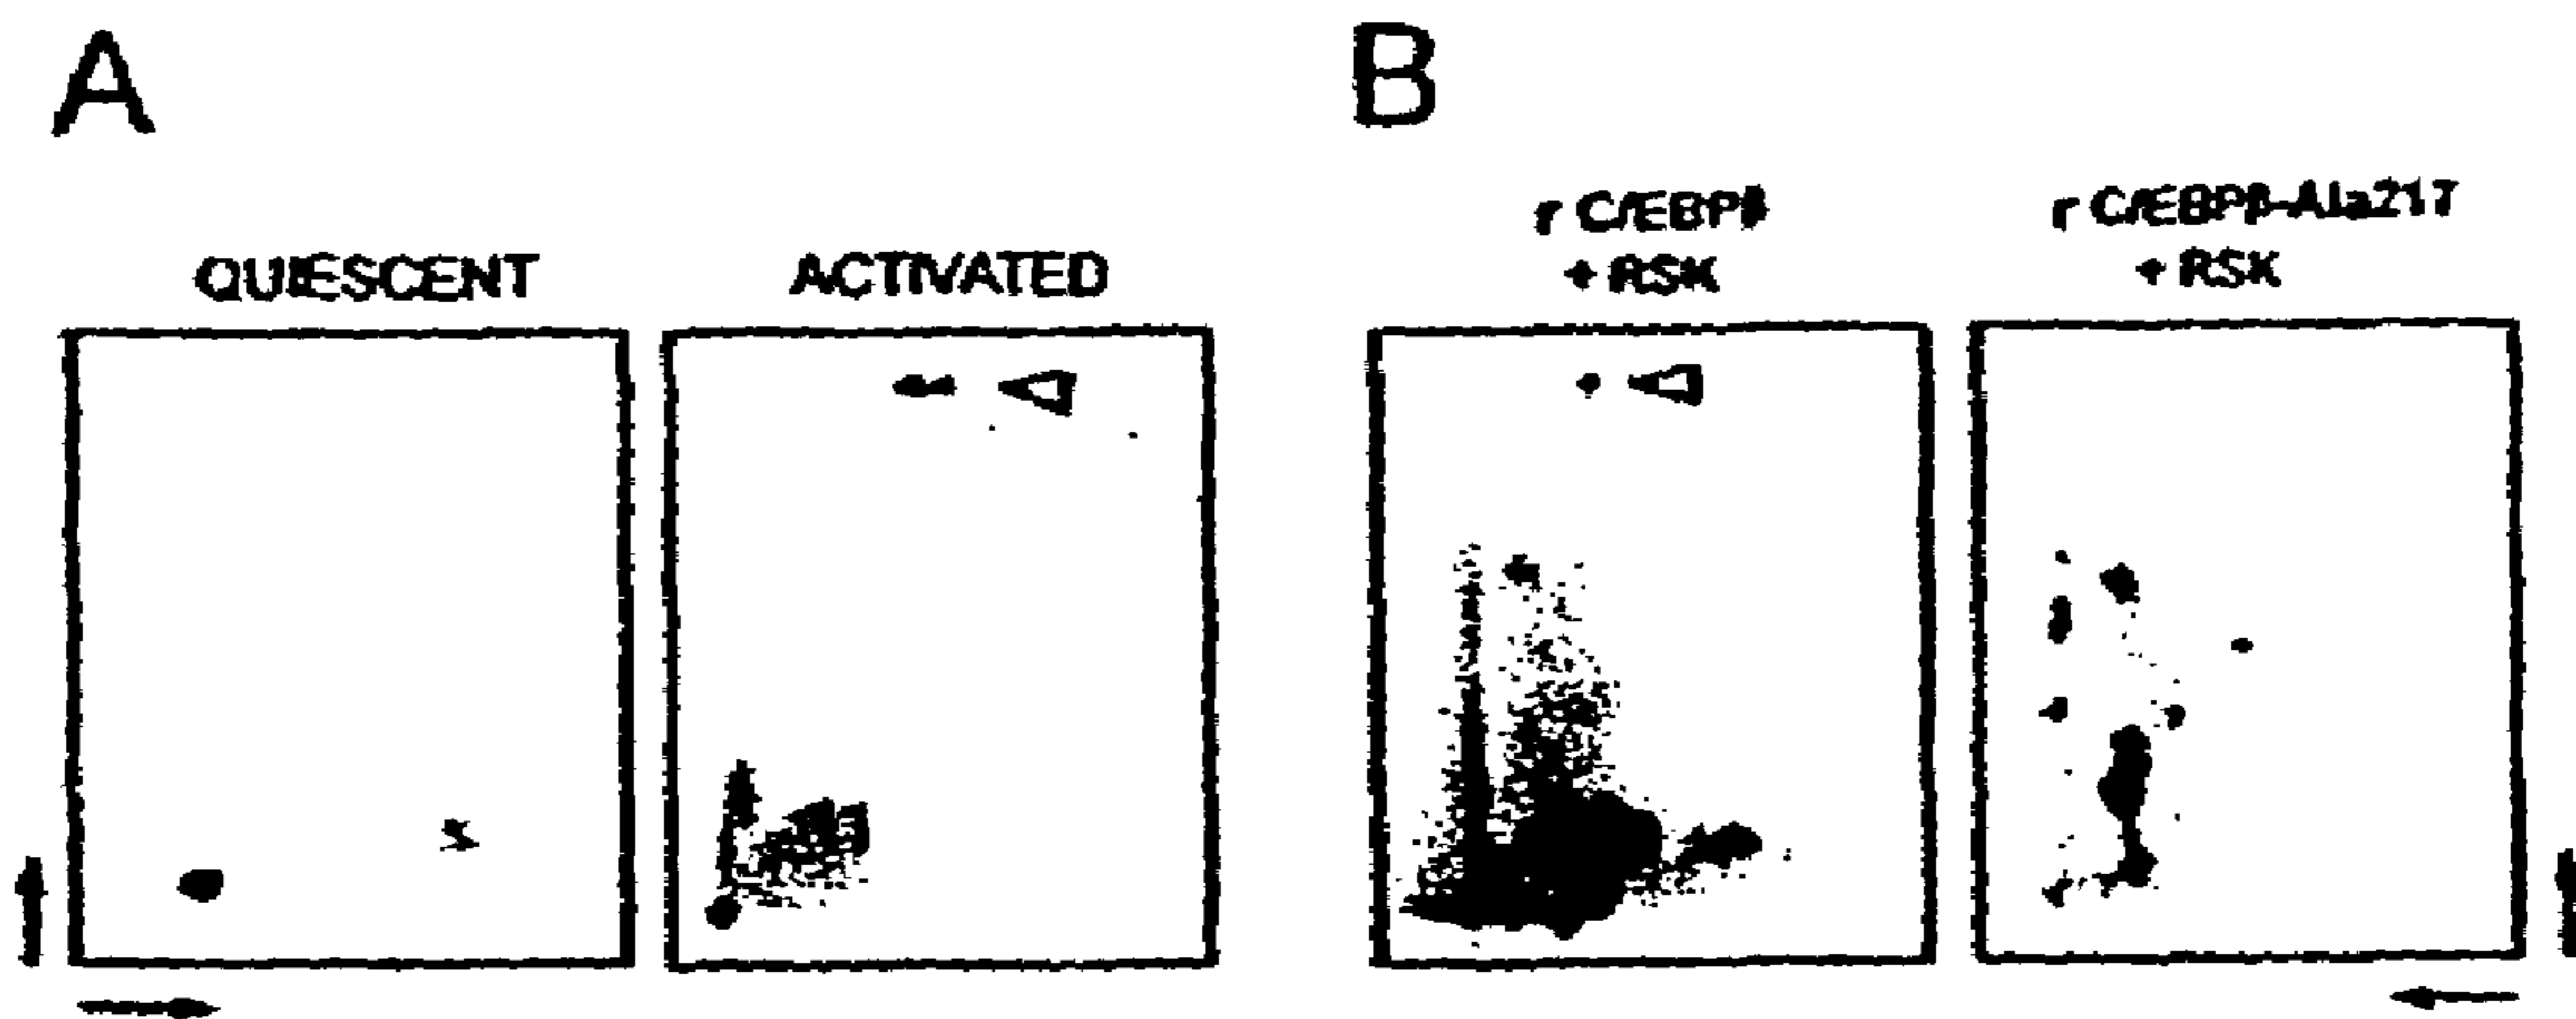 A
B
QUIESCENT
ACTIVATED
r C/EBPβ
+ RSK
r C/EBPβ-Ala217
+ RSK